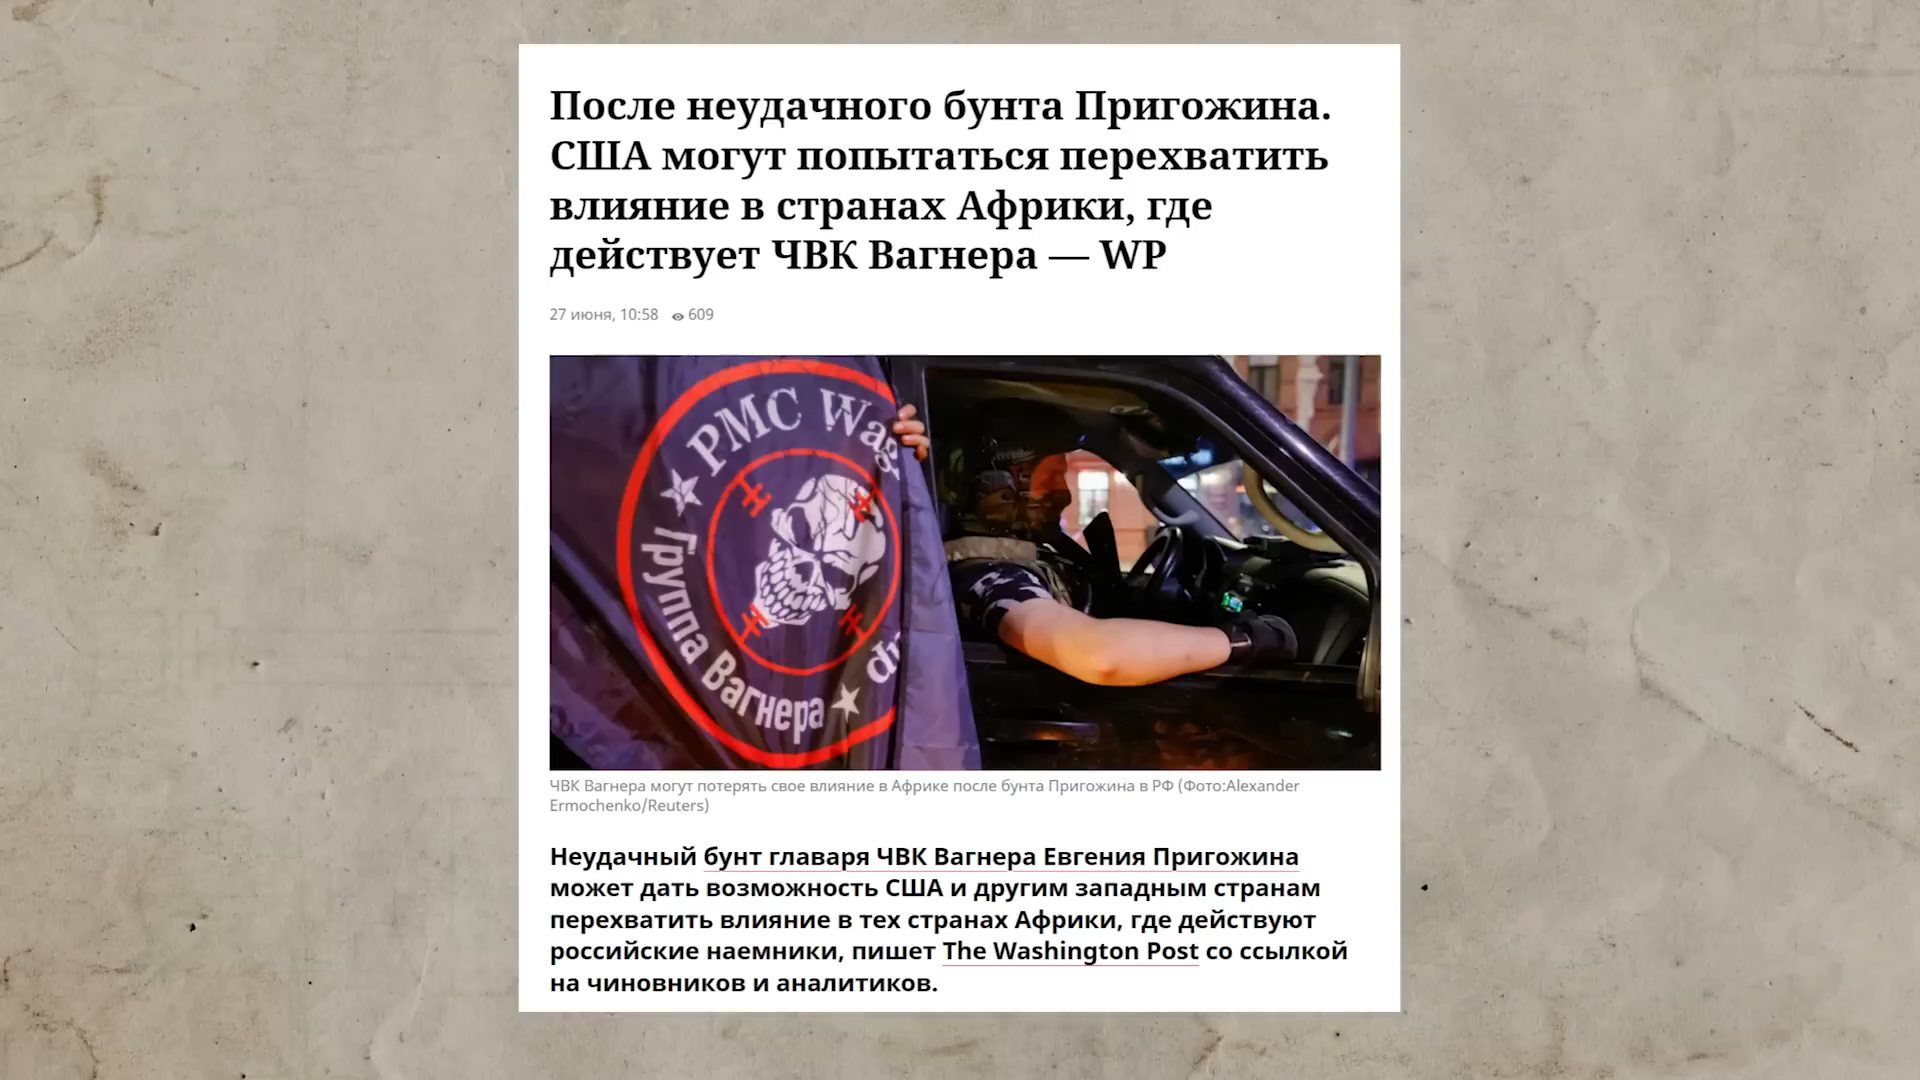 После неудачного бунта Пригожина.
США могут попытаться перехватить
влияние в странах Африки, где
действует ЧВК Вагнера — WP
27 июня, 10:58 609
PMC Wag
Группа Вагнера
ЧВК Вагнера могут потерять свое влияние в Африке после бунта Пригожина в РФ (Фото:Alexander
Ermochenko/Reuters)
Неудачный бунт главаря ЧВК Вагнера Евгения Пригожина
может дать возможность США и другим западным странам
перехватить влияние в тех странах Африки, где действуют
российские наемники, пишет The Washington Post со ссылкой
на чиновников и аналитиков.